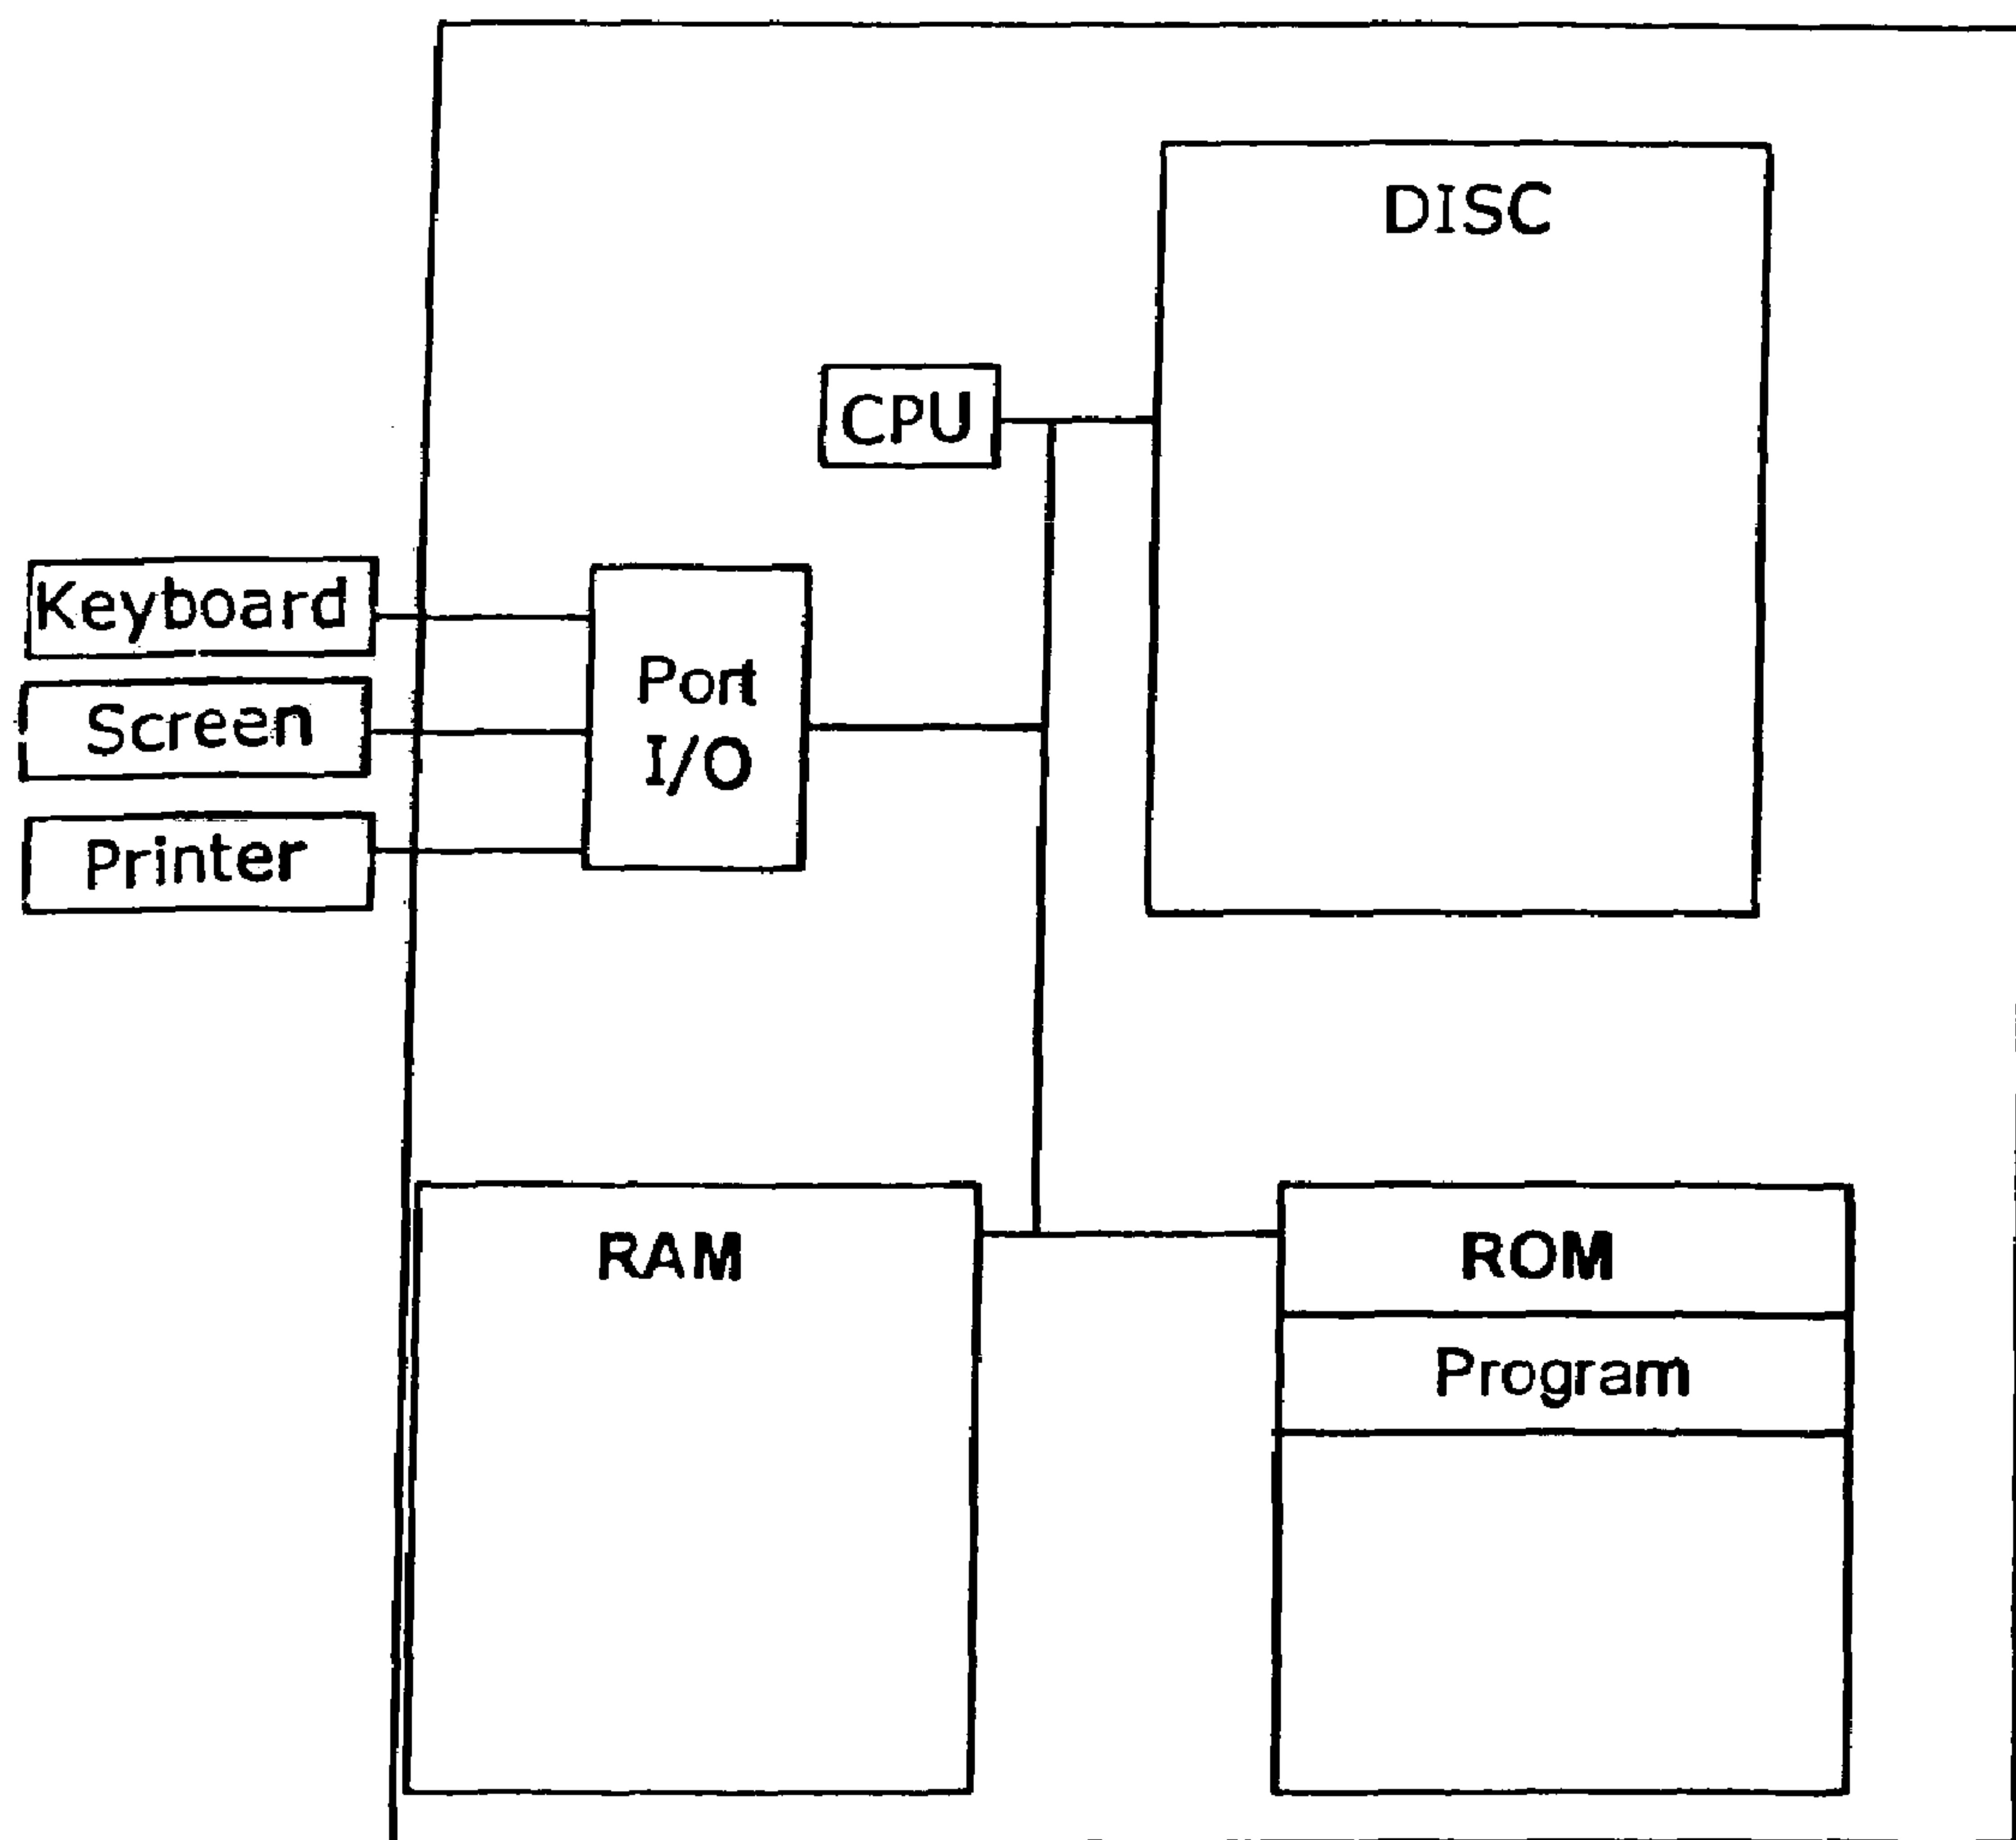 DISC
CPU
Keyboard
Screen
Printer
Port
I/O
RAM
ROM
Program